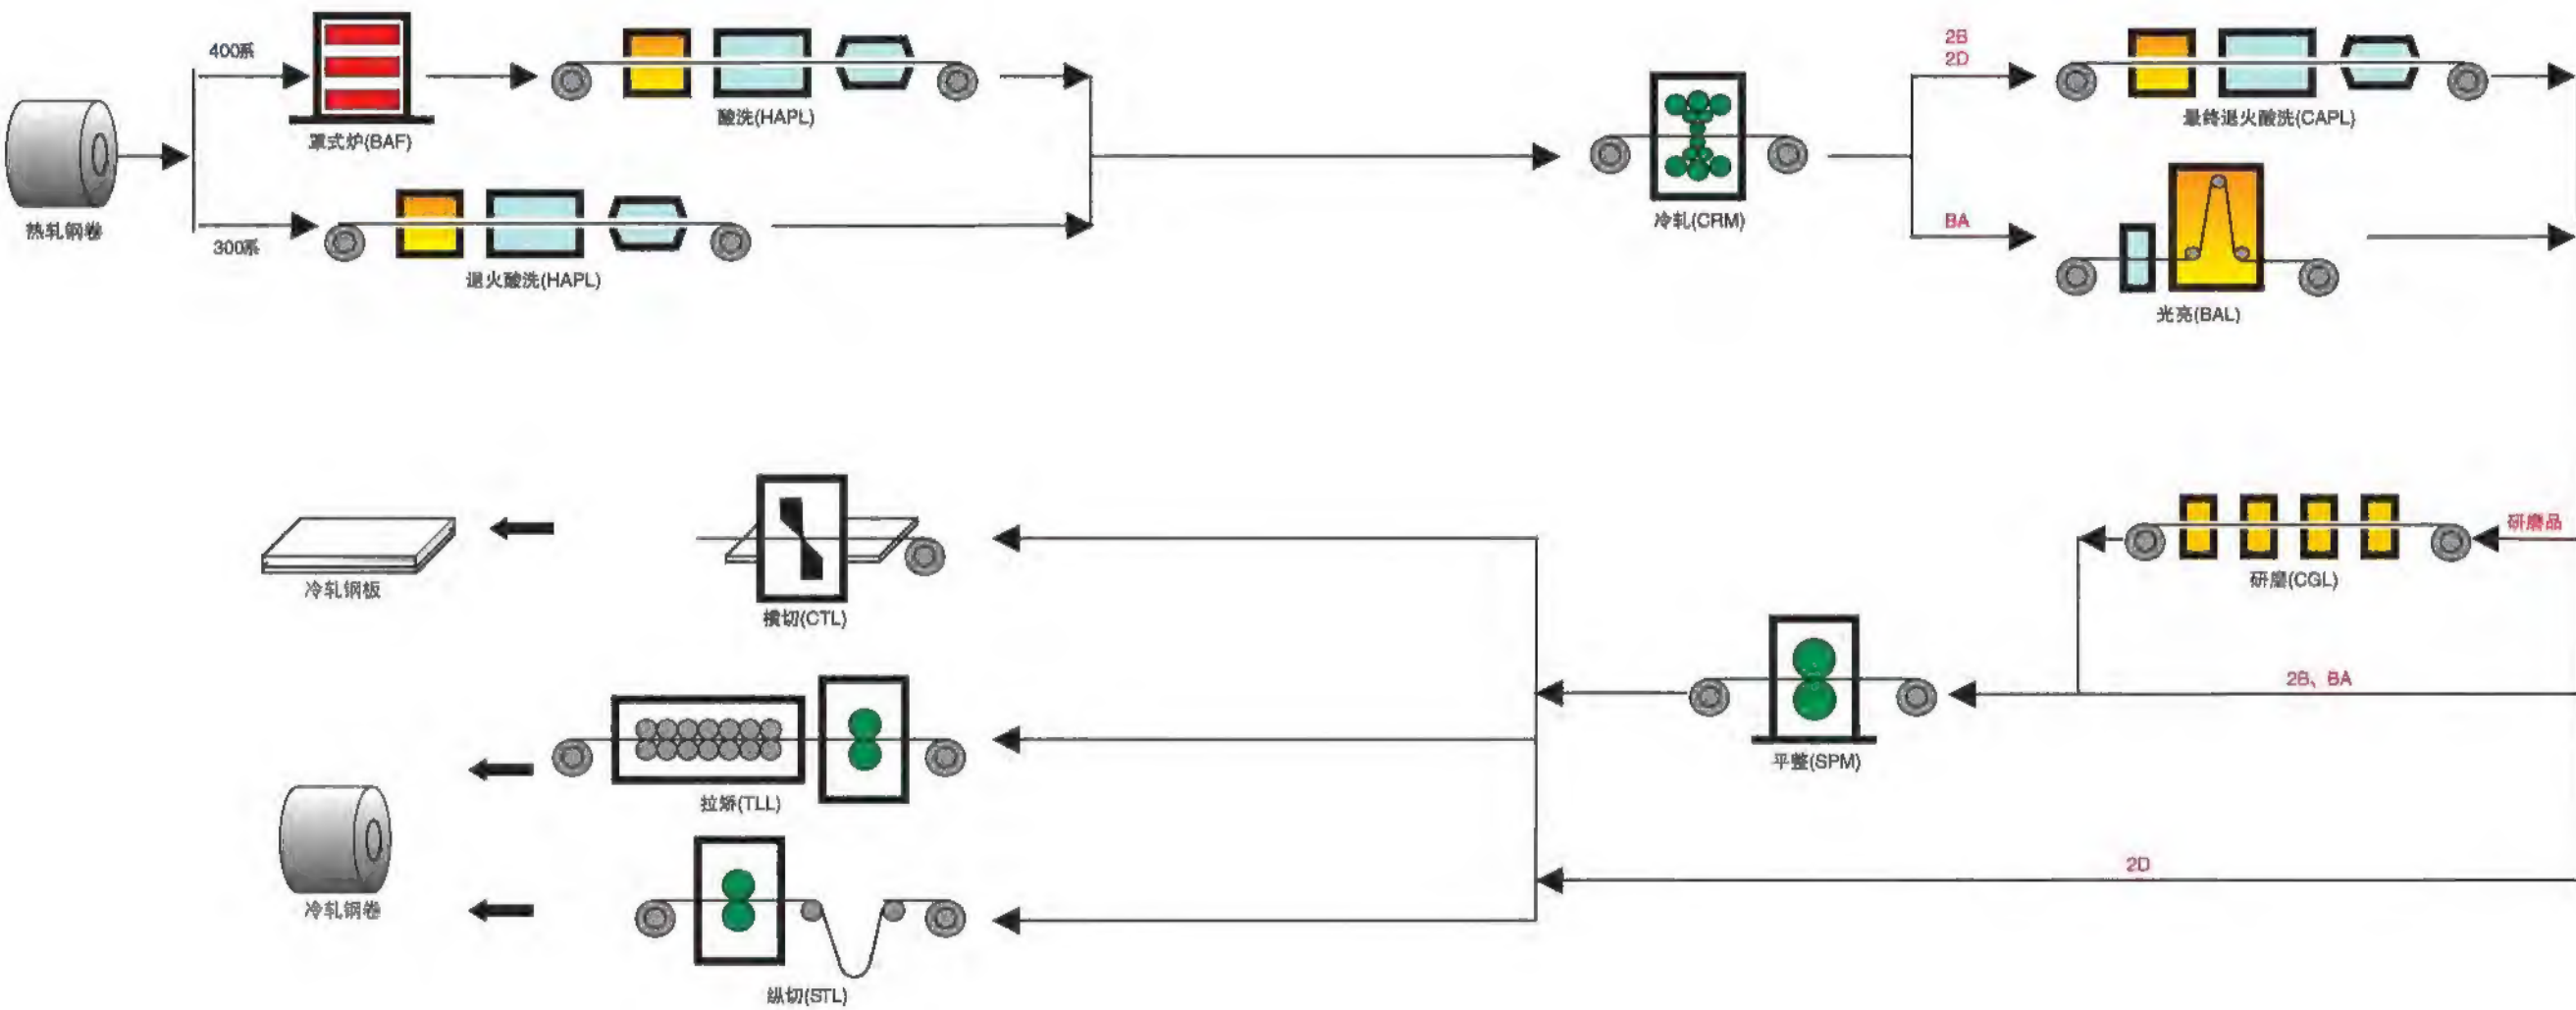 400系
罩式炉(BAF)
酸洗(HAPL)
热轧钢卷
300系
退火酸洗(HAPL)
冷轧(CRM)
2B
2D
最终退火酸洗(CAPL)
BA
光亮(BAL)
冷轧钢板
横切(CTL)
研磨品
研磨(CGL)
2B、BA
平整(SPM)
拉矫(TLL)
2D
冷轧钢卷
纵切(STL)